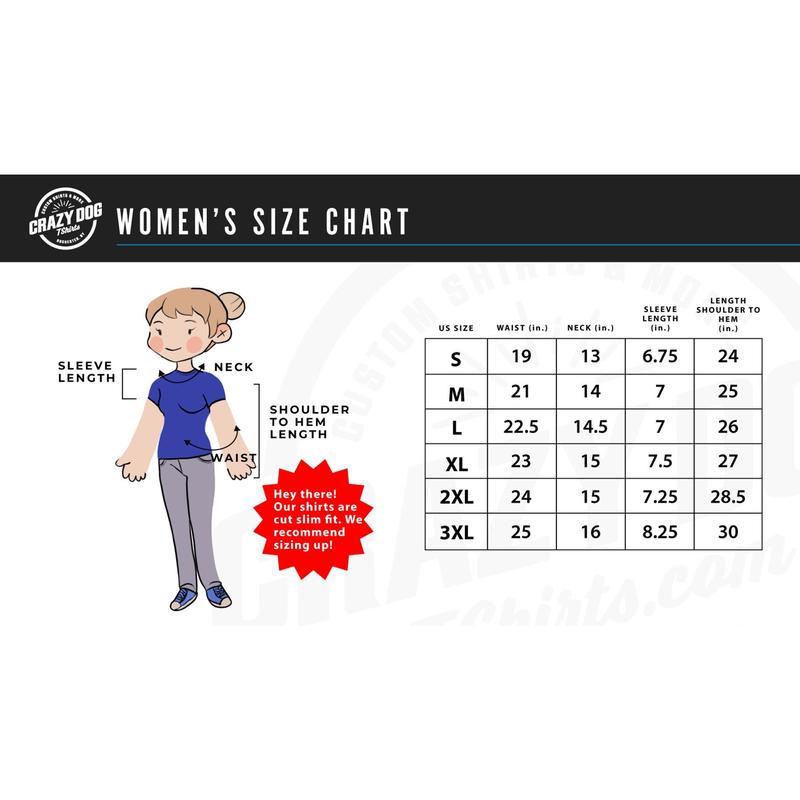 CUSTOM SHIRTS & MORE
CRAZY DOG
TShirts
ROCHESTER, NY
WOMEN'S SIZE CHART
SLEEVE
LENGTH
NECK
SHOULDER
TO HEM
LENGTH
WAIST
Hey there!
Our shirts are
cut slim fit. We
recommend
sizing up!
US SIZE WAIST (in.) NECK (in.) SLEEVE LENGTH (in.) LENGTH SHOULDER TO HEM (in.)
S 19 13 6.75 24
M 21 14 7 25
L 22.5 14.5 7 26
XL 23 15 7.5 27
2XL 24 15 7.25 28.5
3XL 25 16 8.25 30
CUSTOM SHIRTS & MORE
CRAZY DOG
TShirts.com